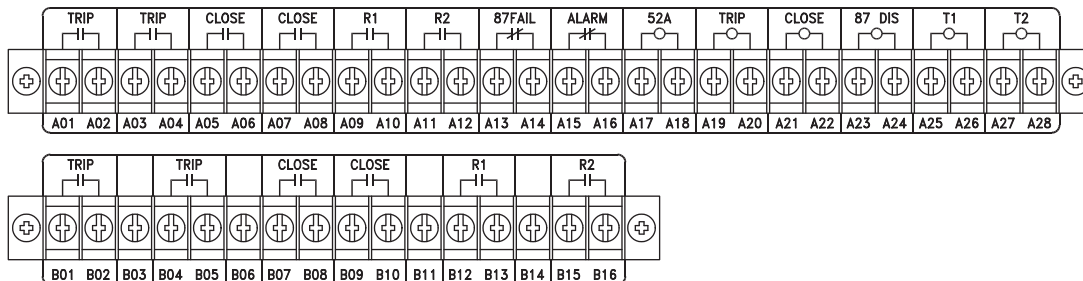 TRIP TRIP CLOSE CLOSE R1 R2 87FAIL ALARM 52A TRIP CLOSE 87 DIS T1 T2
A01 A02 A03 A04 A05 A06 A07 A08 A09 A10 A11 A12 A13 A14 A15 A16 A17 A18 A19 A20 A21 A22 A23 A24 A25 A26 A27 A28
TRIP TRIP CLOSE CLOSE R1 R2
B01 B02 B03 B04 B05 B06 B07 B08 B09 B10 B11 B12 B13 B14 B15 B16